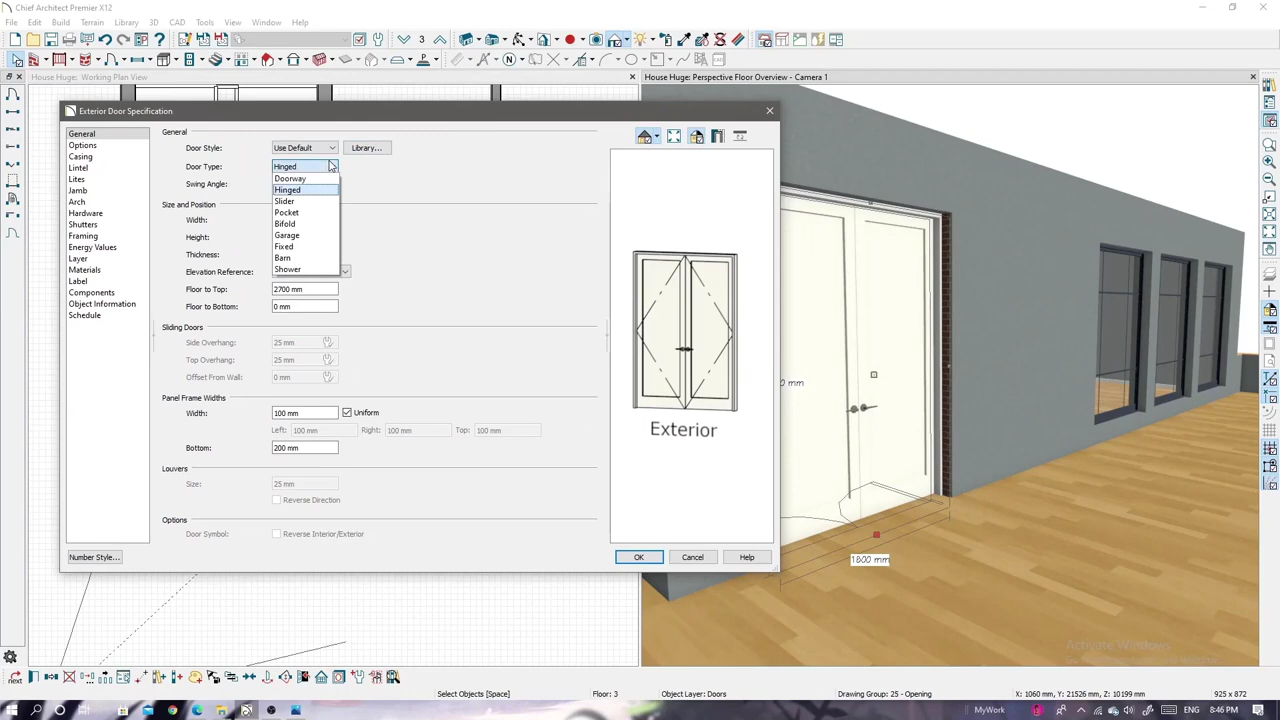 Chief Architect Premier X12
File Edit Build Terrain Library 3D CAD Tools View Window Help
3
House Huge: Working Plan View
House Huge: Perspective Floor Overview - Camera 1
Exterior Door Specification
General
Options
Casing
Lintel
Lites
Jamb
Arch
Hardware
Shutters
Framing
Energy Values
Layer
Materials
Label
Components
Object Information
Schedule
Number Style...
General
Door Style: Use Default Library...
Door Type: Hinged
Doorway
Hinged
Slider
Pocket
Bifold
Garage
Fixed
Barn
Shower
Swing Angle:
Size and Position
Width:
Height:
Thickness:
Elevation Reference:
Floor to Top: 2700 mm
Floor to Bottom: 0 mm
Sliding Doors
Side Overhang: 25 mm
Top Overhang: 25 mm
Offset From Wall: 0 mm
Panel Frame Widths
Width: 100 mm Uniform
Left: 100 mm Right: 100 mm Top: 100 mm
Bottom: 200 mm
Louvers
Size: 25 mm
Reverse Direction
Options
Door Symbol: Reverse Interior/Exterior
Exterior
OK Cancel Help
0 mm
1800 mm
Activate Windows
next
Select Objects [Space] Floor: 3 Object Layer: Doors Drawing Group: 25 - Opening X: 1060 mm, Y: 21526 mm, Z: 10199 mm 925 x 872
MyWork ENG 8:46 PM